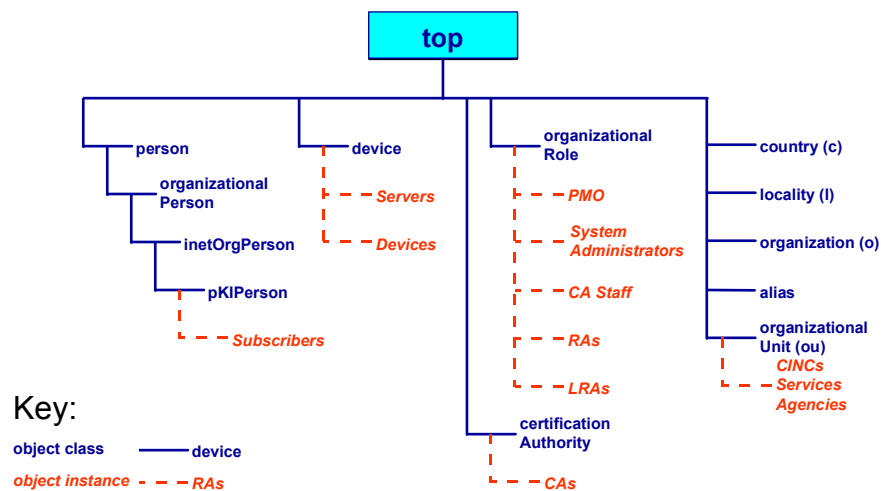 top
person
organizational
Person
inetOrgPerson
pKIPerson
Subscribers
device
Servers
Devices
organizational
Role
PMO
System
Administrators
CA Staff
RAs
LRAs
certification
Authority
CAs
country (c)
locality (l)
organization (o)
alias
organizational
Unit (ou)
CINCs
Services
Agencies
Key:
object class device
object instance RAs